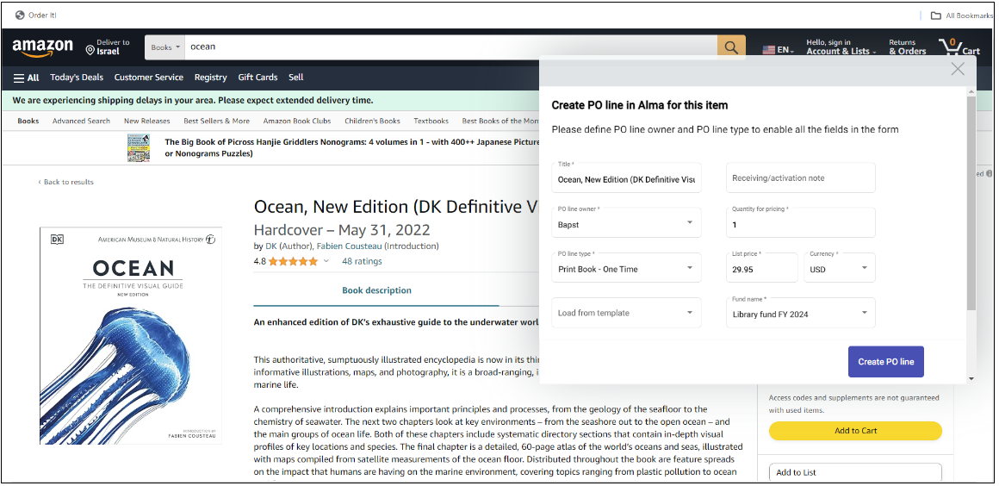 Order It!
All Bookmarks
amazon
Deliver to
Israel
Books
ocean
EN
Hello, sign in
Account & Lists
Returns
& Orders
0
Cart
All
Today's Deals
Customer Service
Registry
Gift Cards
Sell
We are experiencing shipping delays in your area. Please expect extended delivery time.
Books
Advanced Search
New Releases
Best Sellers & More
Amazon Book Clubs
Children's Books
Textbooks
Best Books of the Mon
The Big Book of Picross Hanjie Griddlers Nonograms: 4 volumes in 1 - with 400++ Japanese Picture
or Nonograms Puzzles)
ed
‹ Back to results
DK
AMERICAN MUSEUM & NATURAL HISTORY
OCEAN
THE DEFINITIVE VISUAL GUIDE
NEW EDITION
INTRODUCTION BY
FABIEN COUSTEAU
Ocean, New Edition (DK Definitive Vi
Hardcover – May 31, 2022
by DK (Author), Fabien Cousteau (Introduction)
4.8
48 ratings
Book description
An enhanced edition of DK's exhaustive guide to the underwater worl
This authoritative, sumptuously illustrated encyclopedia is now in its thi
informative illustrations, maps, and photography, it is a broad-ranging, i
marine life.
A comprehensive introduction explains important principles and processes, from the geology of the seafloor to the
chemistry of seawater. The next two chapters look at key environments – from the seashore out to the open ocean – and
the main groups of ocean life. Both of these chapters include systematic directory sections that contain in-depth visual
profiles of key locations and species. The final chapter is a detailed, 60-page atlas of the world's oceans and seas, illustrated
with maps compiled from satellite measurements of the ocean floor. Distributed throughout the book are feature spreads
on the impact that humans are having on the marine environment, covering topics ranging from plastic pollution to ocean
Create PO line in Alma for this item
Please define PO line owner and PO line type to enable all the fields in the form
Title *
Ocean, New Edition (DK Definitive Visu
Receiving/activation note
PO line owner *
Bapst
Quantity for pricing *
1
PO line type *
Print Book - One Time
List price *
29.95
Currency *
USD
Load from template
Fund name *
Library fund FY 2024
Create PO line
Access codes and supplements are not guaranteed
with used items.
Add to Cart
Add to List